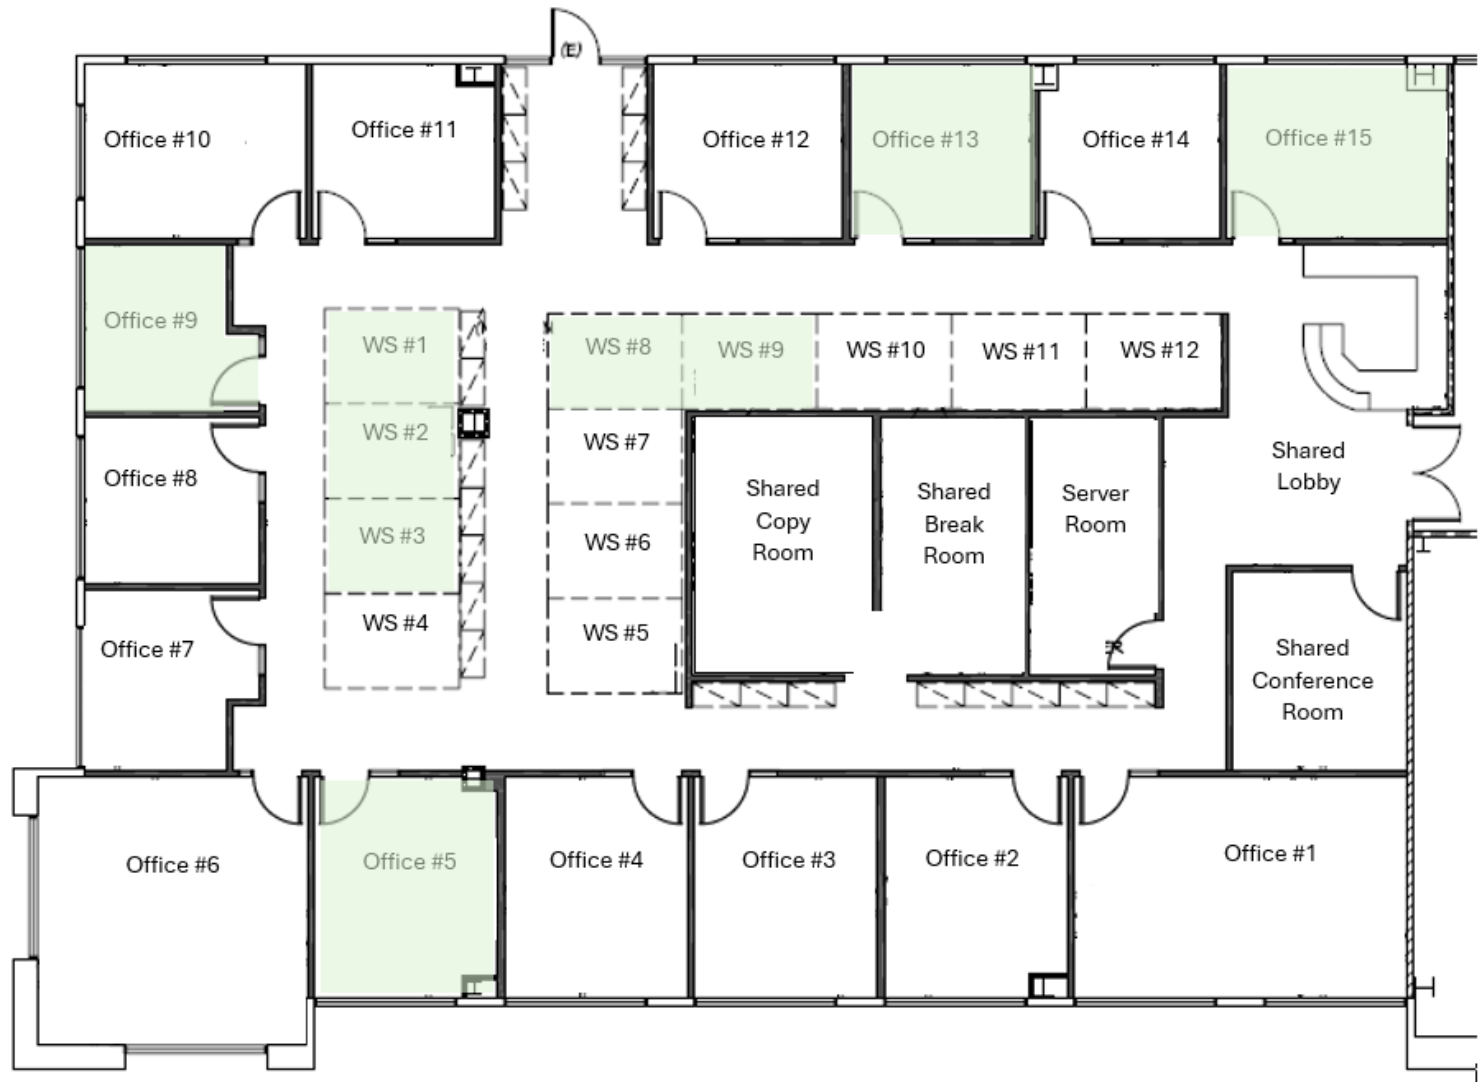 (E)
Office #10
Office #11
Office #12
Office #13
Office #14
Office #15
Office #9
WS #1
WS #8
WS #9
WS #10
WS #11
WS #12
WS #2
WS #7
Office #8
Shared
Copy
Room
Shared
Break
Room
Server
Room
Shared
Lobby
WS #3
WS #6
WS #4
WS #5
Office #7
Shared
Conference
Room
Office #6
Office #5
Office #4
Office #3
Office #2
Office #1